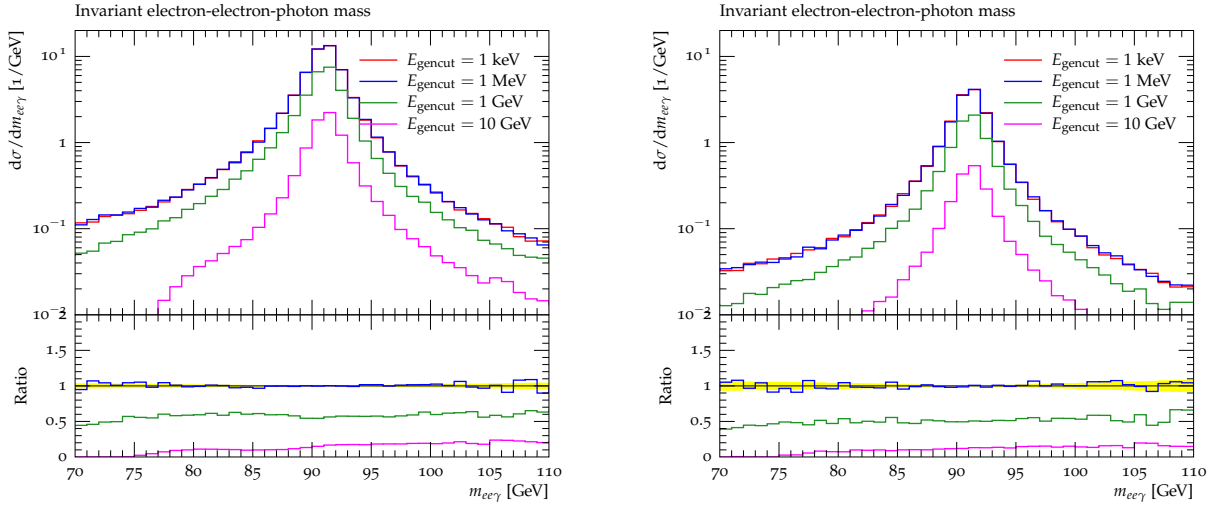 Invariant electron-electron-photon mass
dσ/dm_eeγ [1/GeV]
10^1
1
10^−1
10^−2
E_gencut = 1 keV
E_gencut = 1 MeV
E_gencut = 1 GeV
E_gencut = 10 GeV
Ratio
1.5
1
0.5
0
70 75 80 85 90 95 100 105 110
m_eeγ [GeV]
Invariant electron-electron-photon mass
dσ/dm_eeγ [1/GeV]
10^1
1
10^−1
10^−2
E_gencut = 1 keV
E_gencut = 1 MeV
E_gencut = 1 GeV
E_gencut = 10 GeV
Ratio
1.5
1
0.5
0
70 75 80 85 90 95 100 105 110
m_eeγ [GeV]